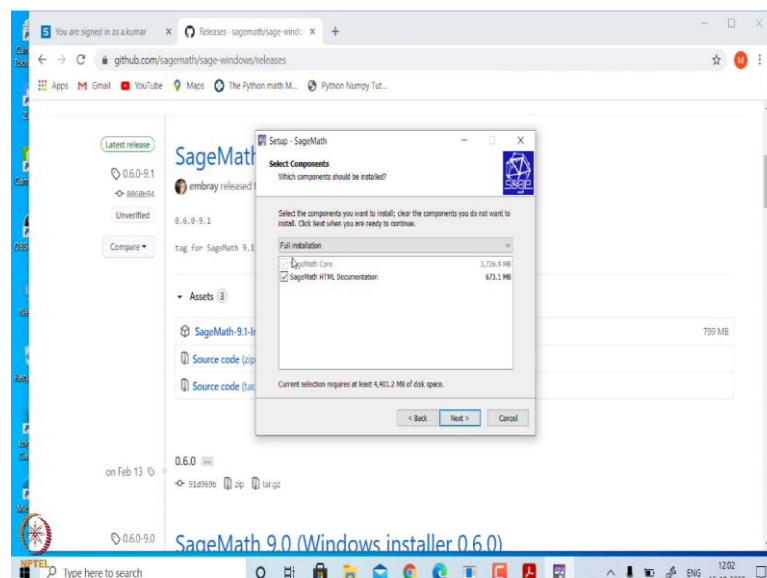 You are signed in as a.kumar
Releases · sagemath/sage-windo
github.com/sagemath/sage-windows/releases
M
Apps
Gmail
YouTube
Maps
The Python math M...
Python Numpy Tut...
Latest release
0.6.0-9.1
Unverified
Compare
SageMath
embray released
0.6.0-9.1
tag for SageMath 9.1
Assets 3
SageMath-9.1-In
799 MB
Source code (zip
Source code (tar
Setup - SageMath
Select Components
Which components should be installed?
sage
Select the components you want to install; clear the components you do not want to
install. Click Next when you are ready to continue.
Full installation
SageMath Core
3,726.9 MB
SageMath HTML Documentation
673.1 MB
Current selection requires at least 4,401.2 MB of disk space.
< Back
Next >
Cancel
on Feb 13
0.6.0
91d969b
zip
tar.gz
0.6.0-9.0
SageMath 9.0 (Windows installer 0.6.0)
NPTEL
Type here to search
ENG
12:02